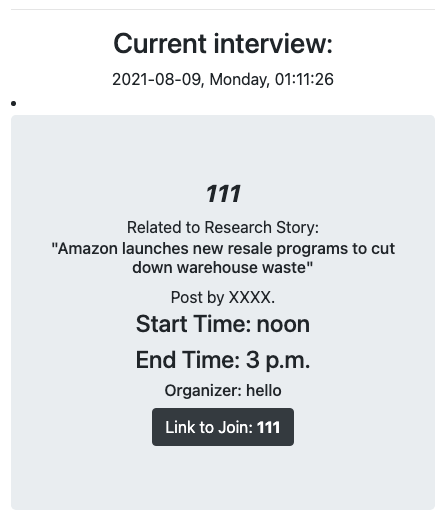 Current interview:
2021-08-09, Monday, 01:11:26
111
Related to Research Story:
"Amazon launches new resale programs to cut
down warehouse waste"
Post by XXXX.
Start Time: noon
End Time: 3 p.m.
Organizer: hello
Link to Join: 111